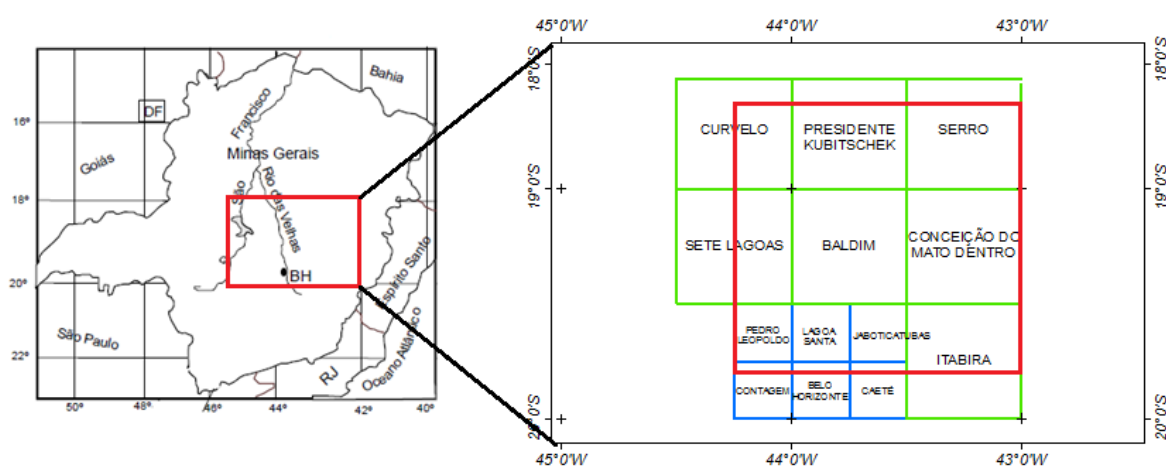 Bahia
DF
16°
Francisco
Goiás
Minas Gerais
18°
São
Rio das Velhas
BH
20°
Espírito Santo
São Paulo
22°
RJ
Oceano Atlântico
50°
48°
46°
44°
42°
40°
45°0'W
44°0'W
43°0'W
18°0'S
18°0'S
CURVELO
PRESIDENTE
KUBITSCHEK
SERRO
19°0'S
19°0'S
SETE LAGOAS
BALDIM
CONCEIÇÃO DO
MATO DENTRO
PEDRO
LEOPOLDO
LAGOA
SANTA
JABOTICATUBAS
ITABIRA
CONTAGEM
BELO
HORIZONTE
CAETÉ
20°0'S
20°0'S
45°0'W
44°0'W
43°0'W